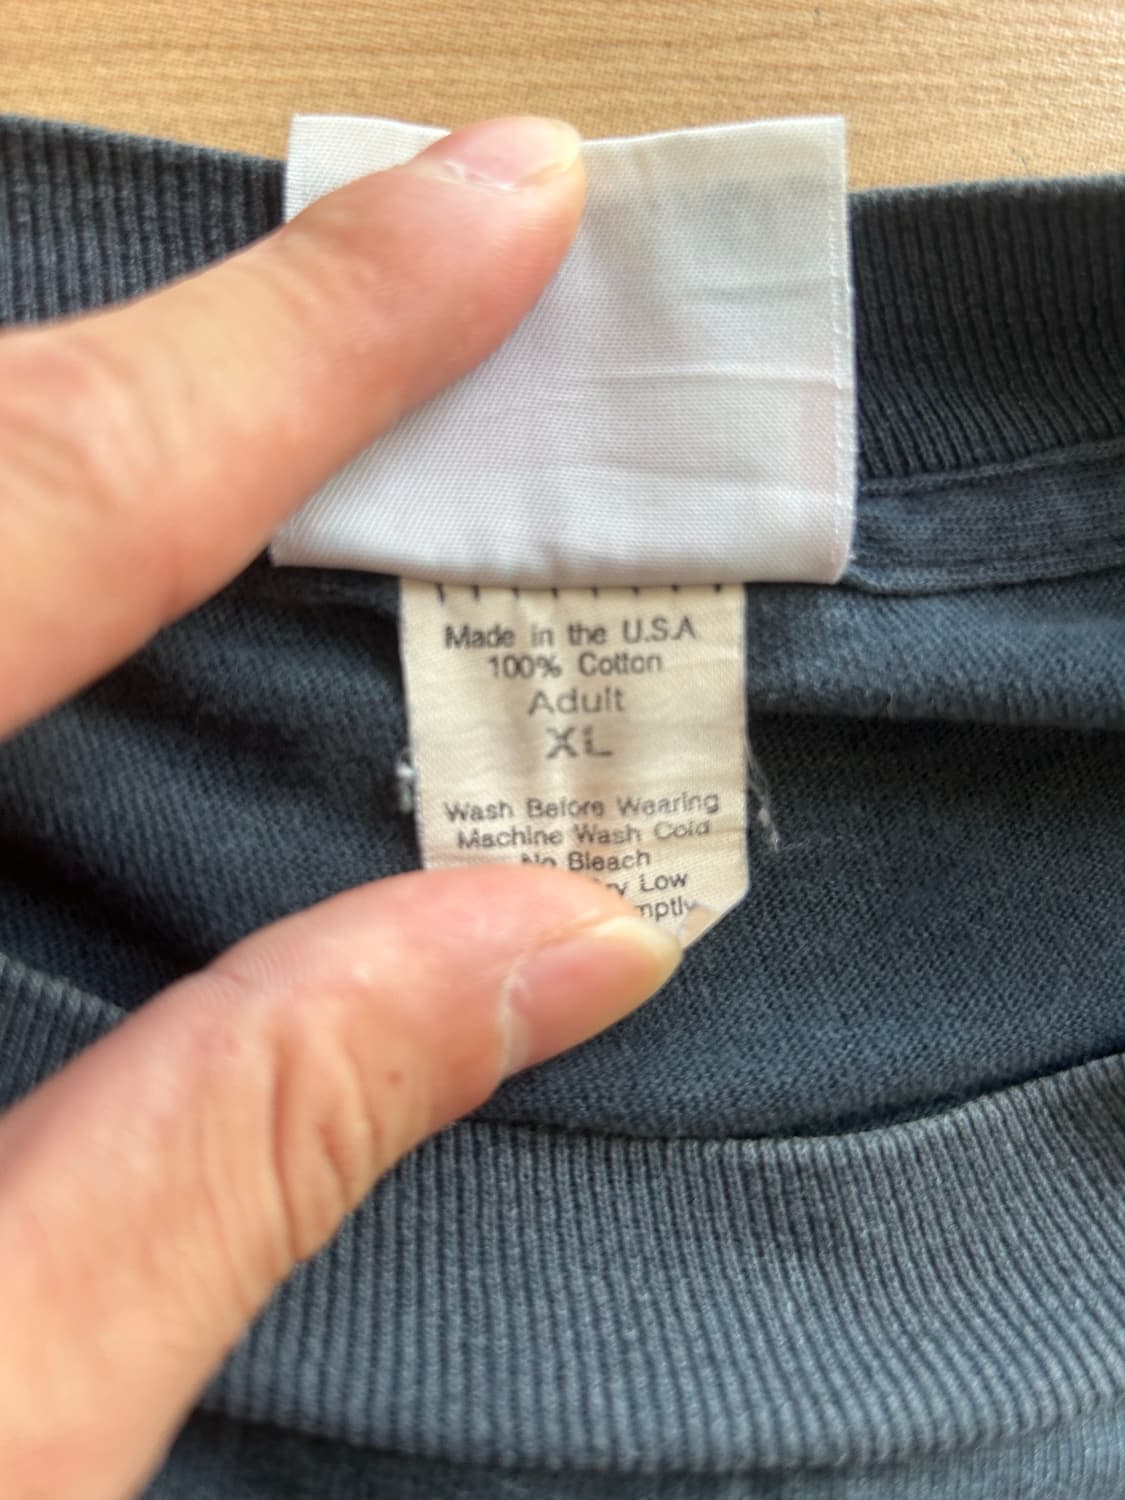 Made in the U.S.A
100% Cotton
Adult
XL
Wash Before Wearing
Machine Wash Cold
No Bleach
Low